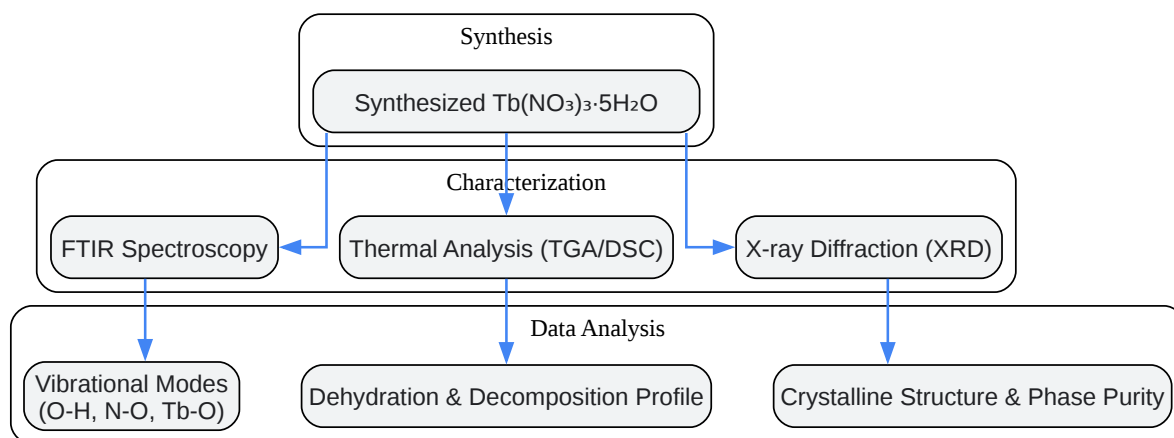 Synthesis
Synthesized Tb(NO₃)₃·5H₂O
Characterization
FTIR Spectroscopy
Thermal Analysis (TGA/DSC)
X-ray Diffraction (XRD)
Data Analysis
Vibrational Modes
(O-H, N-O, Tb-O)
Dehydration & Decomposition Profile
Crystalline Structure & Phase Purity